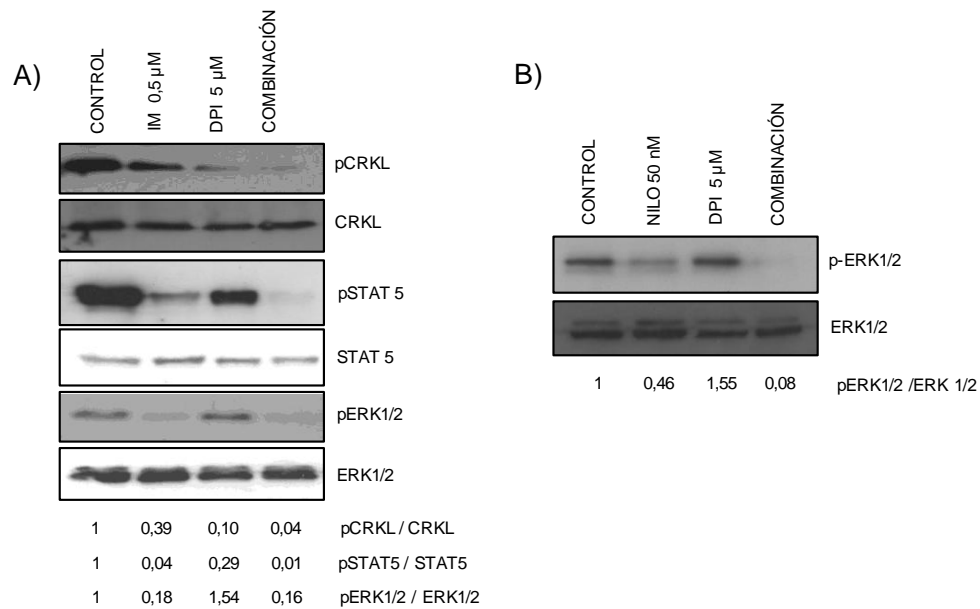 A)
CONTROL
IM 0,5 µM
DPI 5 µM
COMBINACIÓN
pCRKL
CRKL
pSTAT 5
STAT 5
pERK1/2
ERK1/2
1 0,39 0,10 0,04 pCRKL / CRKL
1 0,04 0,29 0,01 pSTAT5 / STAT5
1 0,18 1,54 0,16 pERK1/2 / ERK1/2
B)
CONTROL
NILO 50 nM
DPI 5 µM
COMBINACIÓN
p-ERK1/2
ERK1/2
1 0,46 1,55 0,08 pERK1/2 /ERK 1/2